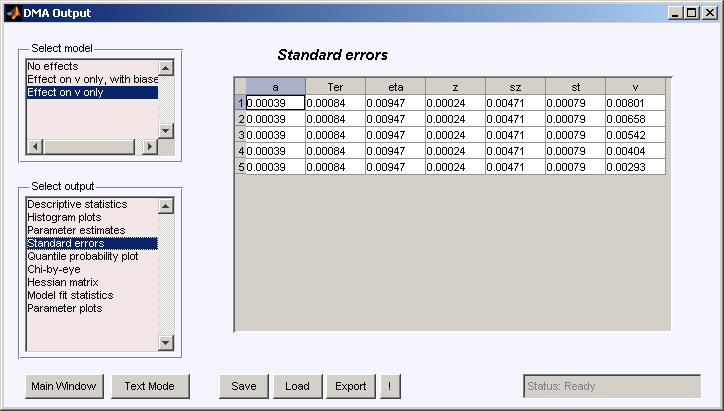 DMA Output
Select model
No effects
Effect on v only, with biase
Effect on v only
Select output
Descriptive statistics
Histogram plots
Parameter estimates
Standard errors
Quantile probability plot
Chi-by-eye
Hessian matrix
Model fit statistics
Parameter plots
Standard errors
a Ter eta z sz st v
1 0.00039 0.00084 0.00947 0.00024 0.00471 0.00079 0.00801
2 0.00039 0.00084 0.00947 0.00024 0.00471 0.00079 0.00658
3 0.00039 0.00084 0.00947 0.00024 0.00471 0.00079 0.00542
4 0.00039 0.00084 0.00947 0.00024 0.00471 0.00079 0.00404
5 0.00039 0.00084 0.00947 0.00024 0.00471 0.00079 0.00293
Main Window Text Mode Save Load Export ! Status: Ready